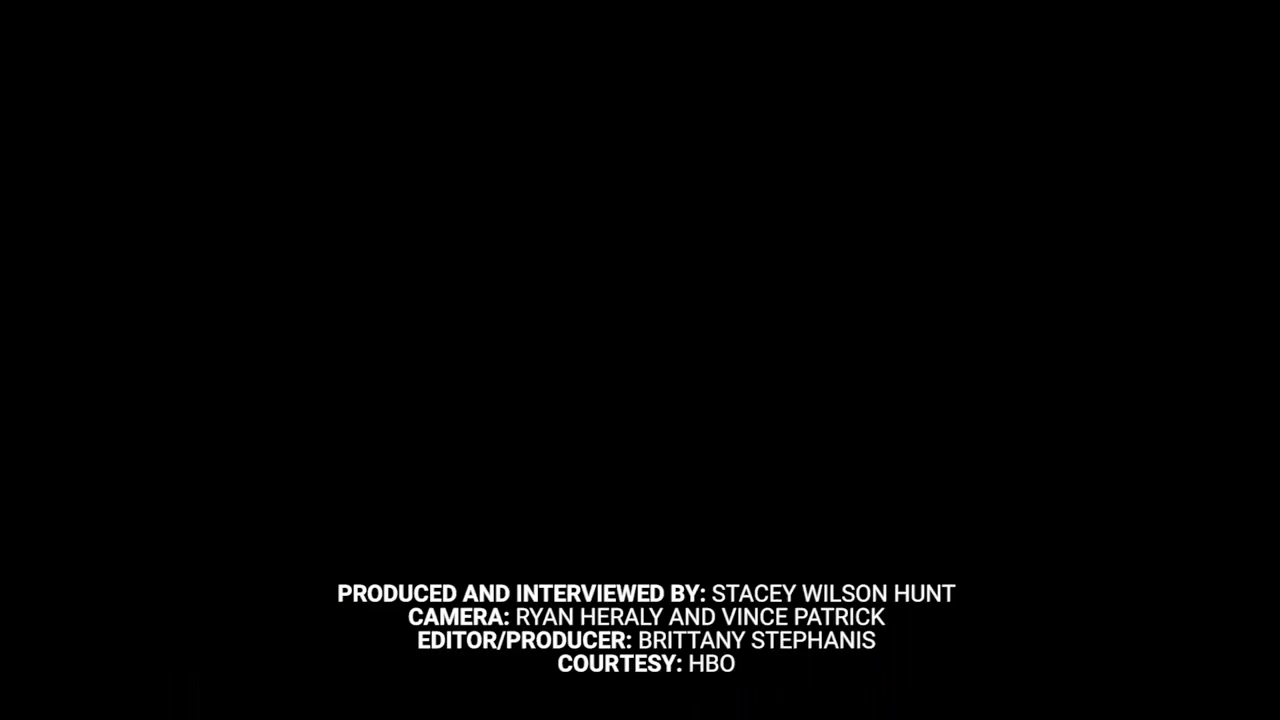 PRODUCED AND INTERVIEWED BY: STACEY WILSON HUNT
CAMERA: RYAN HERALY AND VINCE PATRICK
EDITOR/PRODUCER: BRITTANY STEPHANIS
COURTESY: HBO